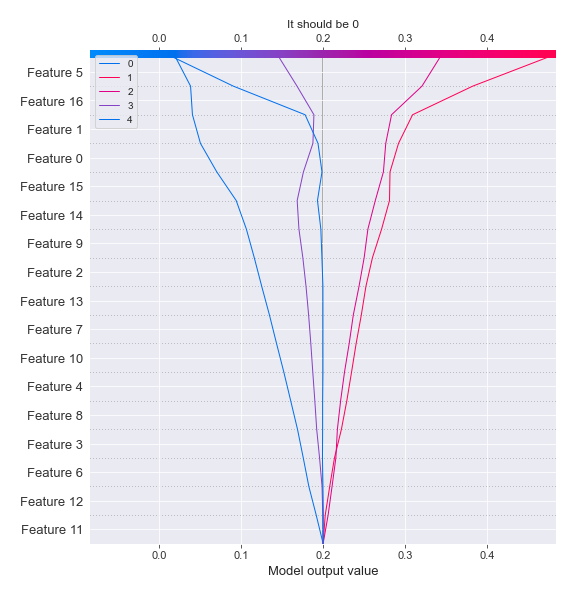 It should be 0
0.0 0.1 0.2 0.3 0.4
0
1
2
3
4
Feature 5
Feature 16
Feature 1
Feature 0
Feature 15
Feature 14
Feature 9
Feature 2
Feature 13
Feature 7
Feature 10
Feature 4
Feature 8
Feature 3
Feature 6
Feature 12
Feature 11
0.0 0.1 0.2 0.3 0.4
Model output value